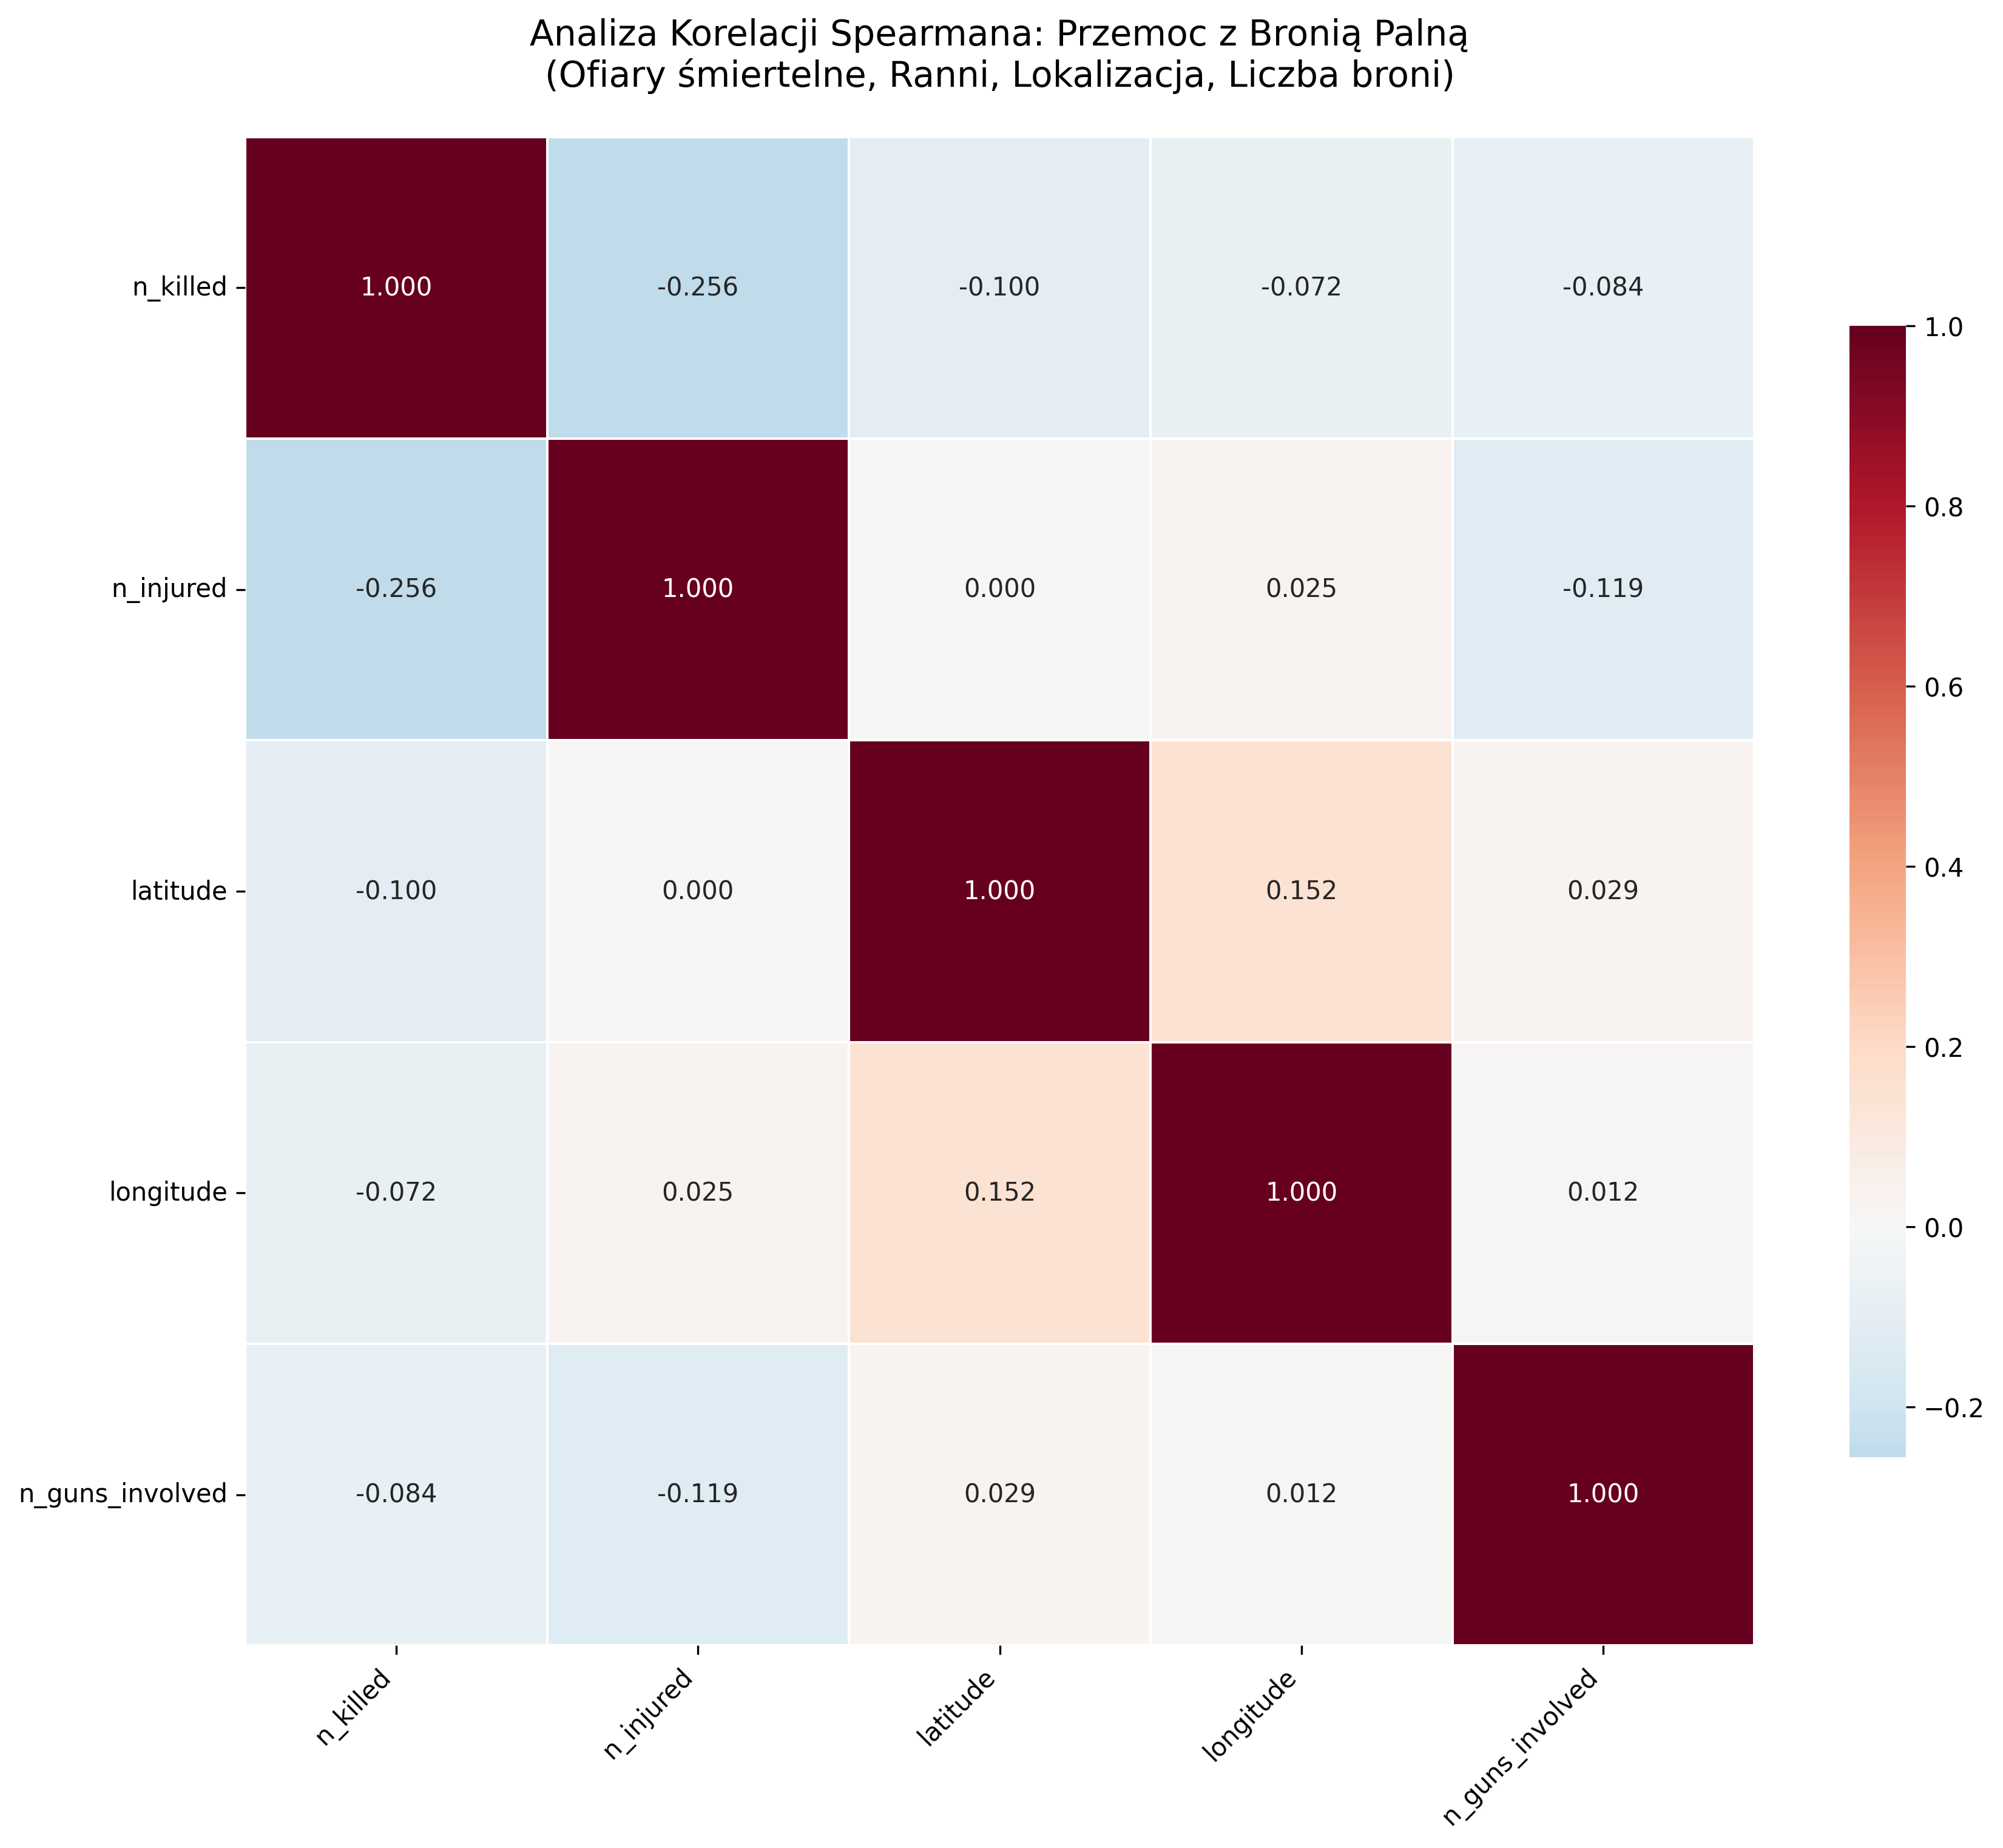 Analiza Korelacji Spearmana: Przemoc z Bronią Palną
(Ofiary śmiertelne, Ranni, Lokalizacja, Liczba broni)
n_killed 1.000 -0.256 -0.100 -0.072 -0.084
n_injured -0.256 1.000 0.000 0.025 -0.119
latitude -0.100 0.000 1.000 0.152 0.029
longitude -0.072 0.025 0.152 1.000 0.012
n_guns_involved -0.084 -0.119 0.029 0.012 1.000
n_killed n_injured latitude longitude n_guns_involved
1.0
0.8
0.6
0.4
0.2
0.0
−0.2